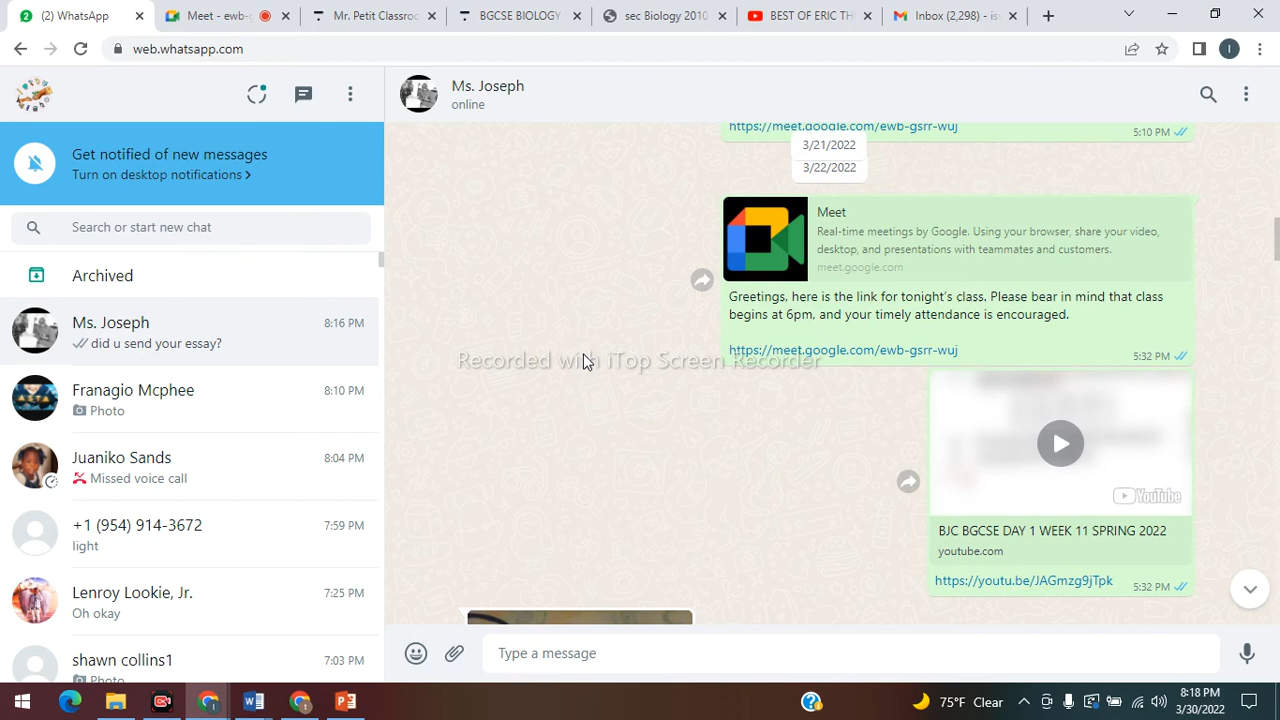 (2) WhatsApp
Meet - ewb-g
Mr. Petit Classroo
BGCSE BIOLOGY
sec Biology 2010
BEST OF ERIC TH
Inbox (2,298) - is
web.whatsapp.com
I
Ms. Joseph
online
Get notified of new messages
Turn on desktop notifications >
Search or start new chat
Archived
Ms. Joseph
8:16 PM
did u send your essay?
Franagio Mcphee
8:10 PM
Photo
Juaniko Sands
8:04 PM
Missed voice call
+1 (954) 914-3672
7:59 PM
light
Lenroy Lookie, Jr.
7:25 PM
Oh okay
shawn collins1
7:03 PM
Photo
https://meet.google.com/ewb-gsrr-wuj
5:10 PM
3/21/2022
3/22/2022
Meet
Real-time meetings by Google. Using your browser, share your video,
desktop, and presentations with teammates and customers.
meet.google.com
Greetings, here is the link for tonight's class. Please bear in mind that class
begins at 6pm, and your timely attendance is encouraged.
https://meet.google.com/ewb-gsrr-wuj
5:32 PM
Recorded with iTop Screen Recorder
YouTube
BJC BGCSE DAY 1 WEEK 11 SPRING 2022
youtube.com
https://youtu.be/JAGmzg9jTpk
5:32 PM
Type a message
75°F Clear
8:18 PM
3/30/2022